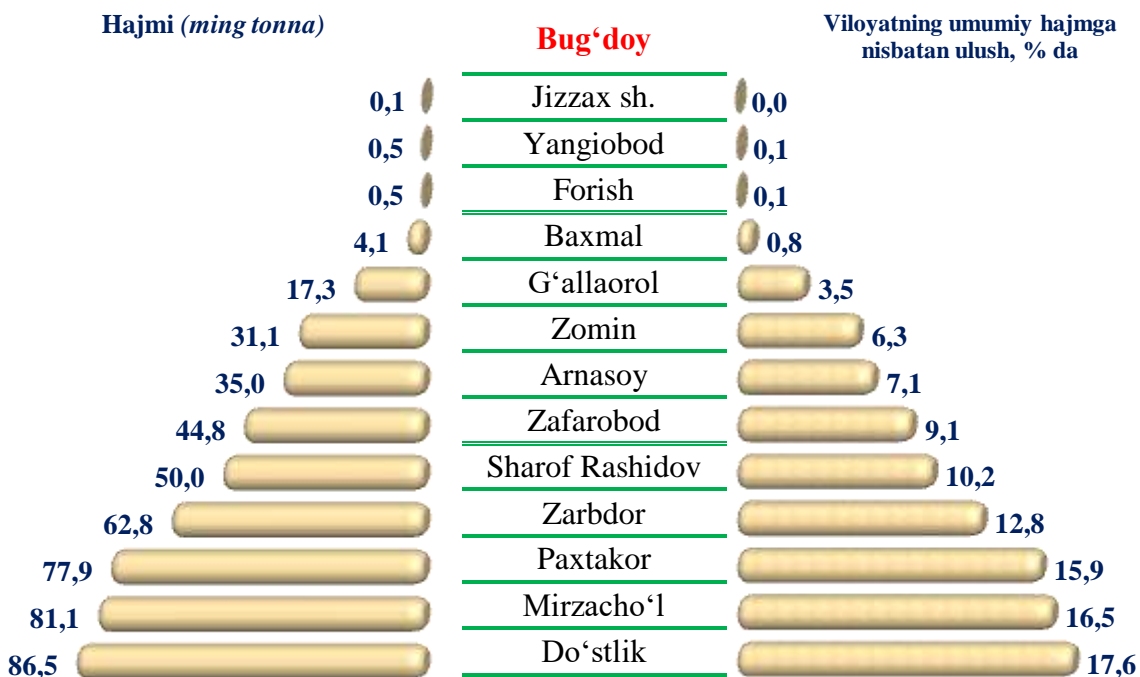 Hajmi (ming tonna)
Bug‘doy
Viloyatning umumiy hajmga
nisbatan ulush, % da
0,1 Jizzax sh. 0,0
0,5 Yangiobod 0,1
0,5 Forish 0,1
4,1 Baxmal 0,8
17,3 G‘allaorol 3,5
31,1 Zomin 6,3
35,0 Arnasoy 7,1
44,8 Zafarobod 9,1
50,0 Sharof Rashidov 10,2
62,8 Zarbdor 12,8
77,9 Paxtakor 15,9
81,1 Mirzacho‘l 16,5
86,5 Do‘stlik 17,6